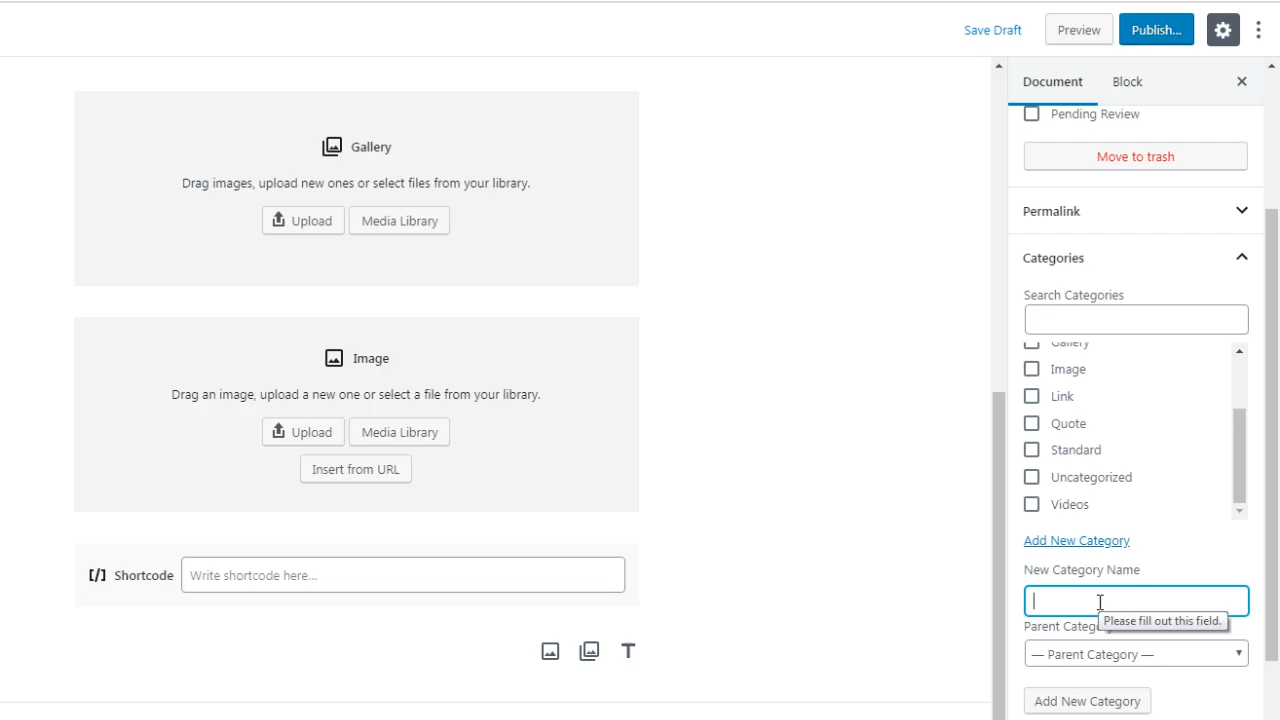 Save Draft
Preview
Publish...
Document
Block
Pending Review
Move to trash
Permalink
Categories
Search Categories
Gallery
Image
Link
Quote
Standard
Uncategorized
Videos
Add New Category
New Category Name
Please fill out this field.
Parent Category
— Parent Category —
Add New Category
Gallery
Drag images, upload new ones or select files from your library.
Upload
Media Library
Image
Drag an image, upload a new one or select a file from your library.
Upload
Media Library
Insert from URL
[/] Shortcode
Write shortcode here...